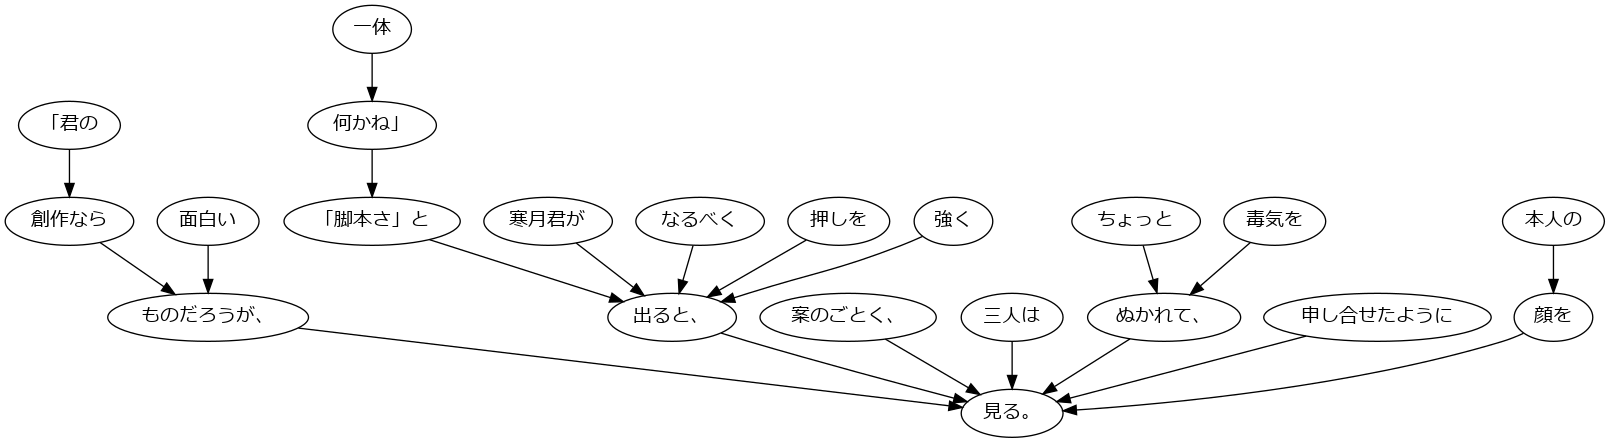 一体
「君の
何かね」
創作なら
面白い
「脚本さ」と
寒月君が
なるべく
押しを
強く
ちょっと
毒気を
本人の
ものだろうが、
出ると、
案のごとく、
三人は
ぬかれて、
申し合せたように
顔を
見る。